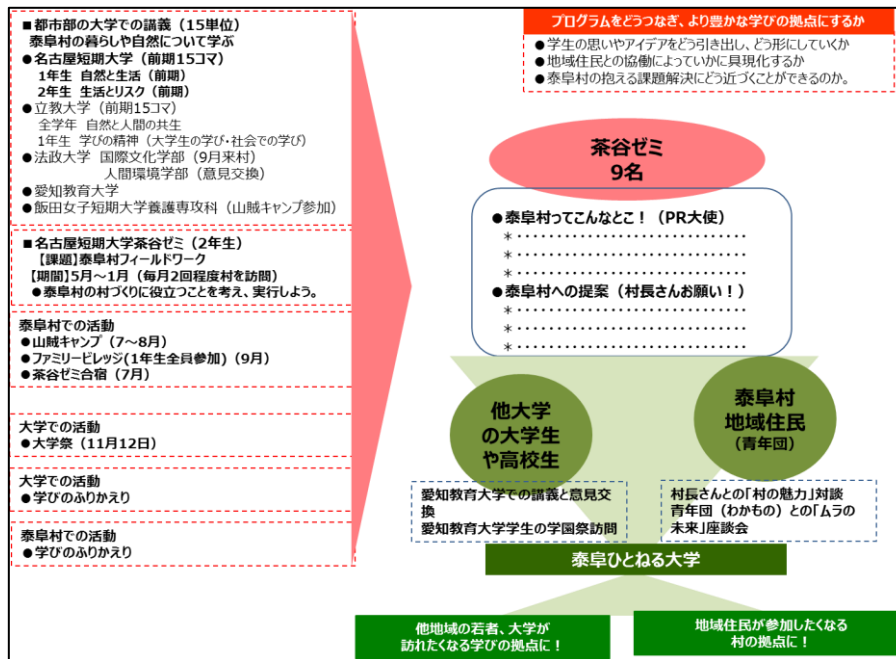 ■都市部の大学での講義（15単位）
泰阜村の暮らしや自然について学ぶ
●名古屋短期大学（前期15コマ）
1年生 自然と生活（前期）
2年生 生活とリスク（前期）
●立教大学（前期15コマ）
全学年 自然と人間の共生
1年生 学びの精神（大学生の学び・社会での学び）
●法政大学 国際文化学部（9月来村）
人間環境学部（意見交換）
●愛知教育大学
●飯田女子短期大学養護専攻科（山賊キャンプ参加）
■名古屋短期大学茶谷ゼミ（2年生）
【課題】泰阜村フィールドワーク
【期間】5月～1月（毎月2回程度村を訪問）
●泰阜村の村づくりに役立つことを考え、実行しよう。
泰阜村での活動
●山賊キャンプ（7～8月）
●ファミリービレッジ(1年生全員参加)（9月）
●茶谷ゼミ合宿（7月）
大学での活動
●大学祭（11月12日）
大学での活動
●学びのふりかえり
泰阜村での活動
●学びのふりかえり
プログラムをどうつなぎ、より豊かな学びの拠点にするか
●学生の思いやアイデアをどう引き出し、どう形にしていくか
●地域住民との協働によっていかに具現化するか
●泰阜村の抱える課題解決にどう近づくことができるのか。
茶谷ゼミ
9名
●泰阜村ってこんなとこ！（PR大使）
＊・・・・・・・・・・・・・・・・・・・・・・・・・・・・・・
＊・・・・・・・・・・・・・・・・・・・・・・・・・・・・・・
＊・・・・・・・・・・・・・・・・・・・・・・・・・・・・・・
●泰阜村への提案（村長さんお願い！）
＊・・・・・・・・・・・・・・・・・・・・・・・・・・・・・・
＊・・・・・・・・・・・・・・・・・・・・・・・・・・・・・・
＊・・・・・・・・・・・・・・・・・・・・・・・・・・・・・・
他大学
の大学生
や高校生
泰阜村
地域住民
（青年団）
愛知教育大学での講義と意見交
換
愛知教育大学学生の学園祭訪問
村長さんとの「村の魅力」対談
青年団（わかもの）との「ムラの
未来」座談会
泰阜ひとねる大学
他地域の若者、大学が
訪れたくなる学びの拠点に！
地域住民が参加したくなる
村の拠点に！